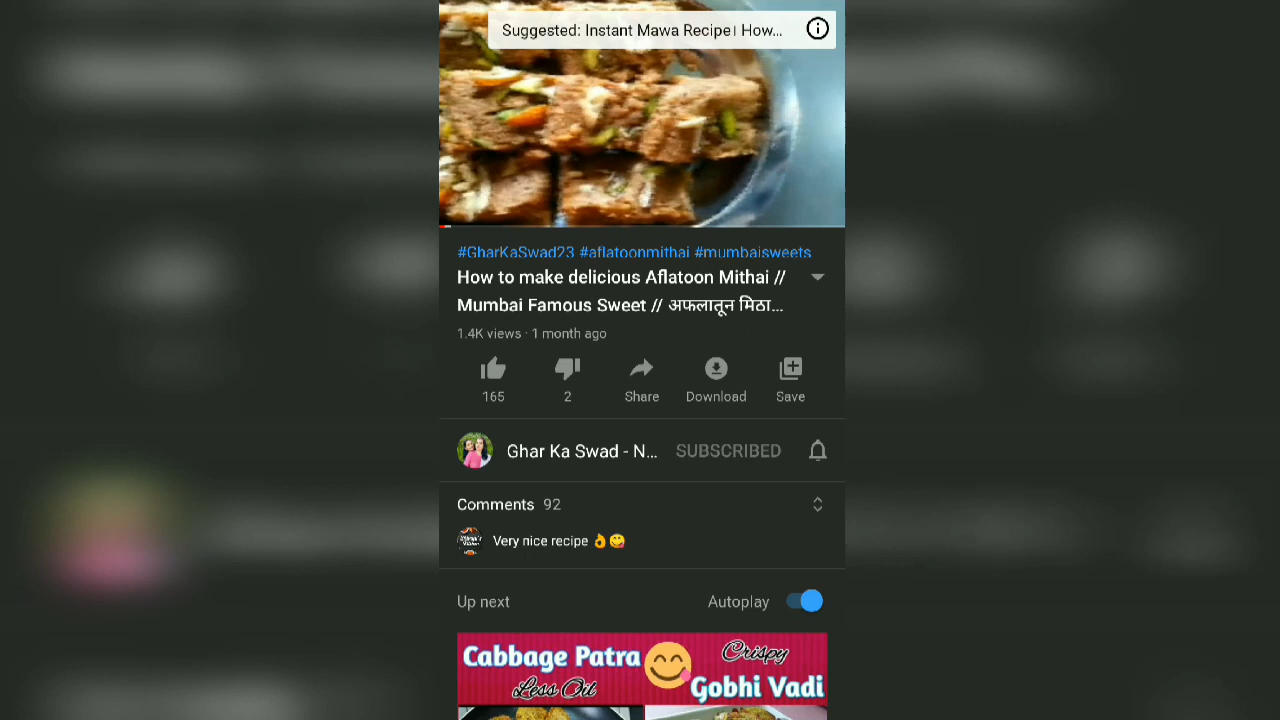 Suggested: Instant Mawa Recipe। How...
#GharKaSwad23 #aflatoonmithai #mumbaisweets
How to make delicious Aflatoon Mithai //
Mumbai Famous Sweet // अफलातून मिठा...
1.4K views · 1 month ago
165 2 Share Download Save
Ghar Ka Swad - N... SUBSCRIBED
Comments 92
Very nice recipe 👌😋
Up next Autoplay
Cabbage Patra Crispy
Less Oil Gobhi Vadi